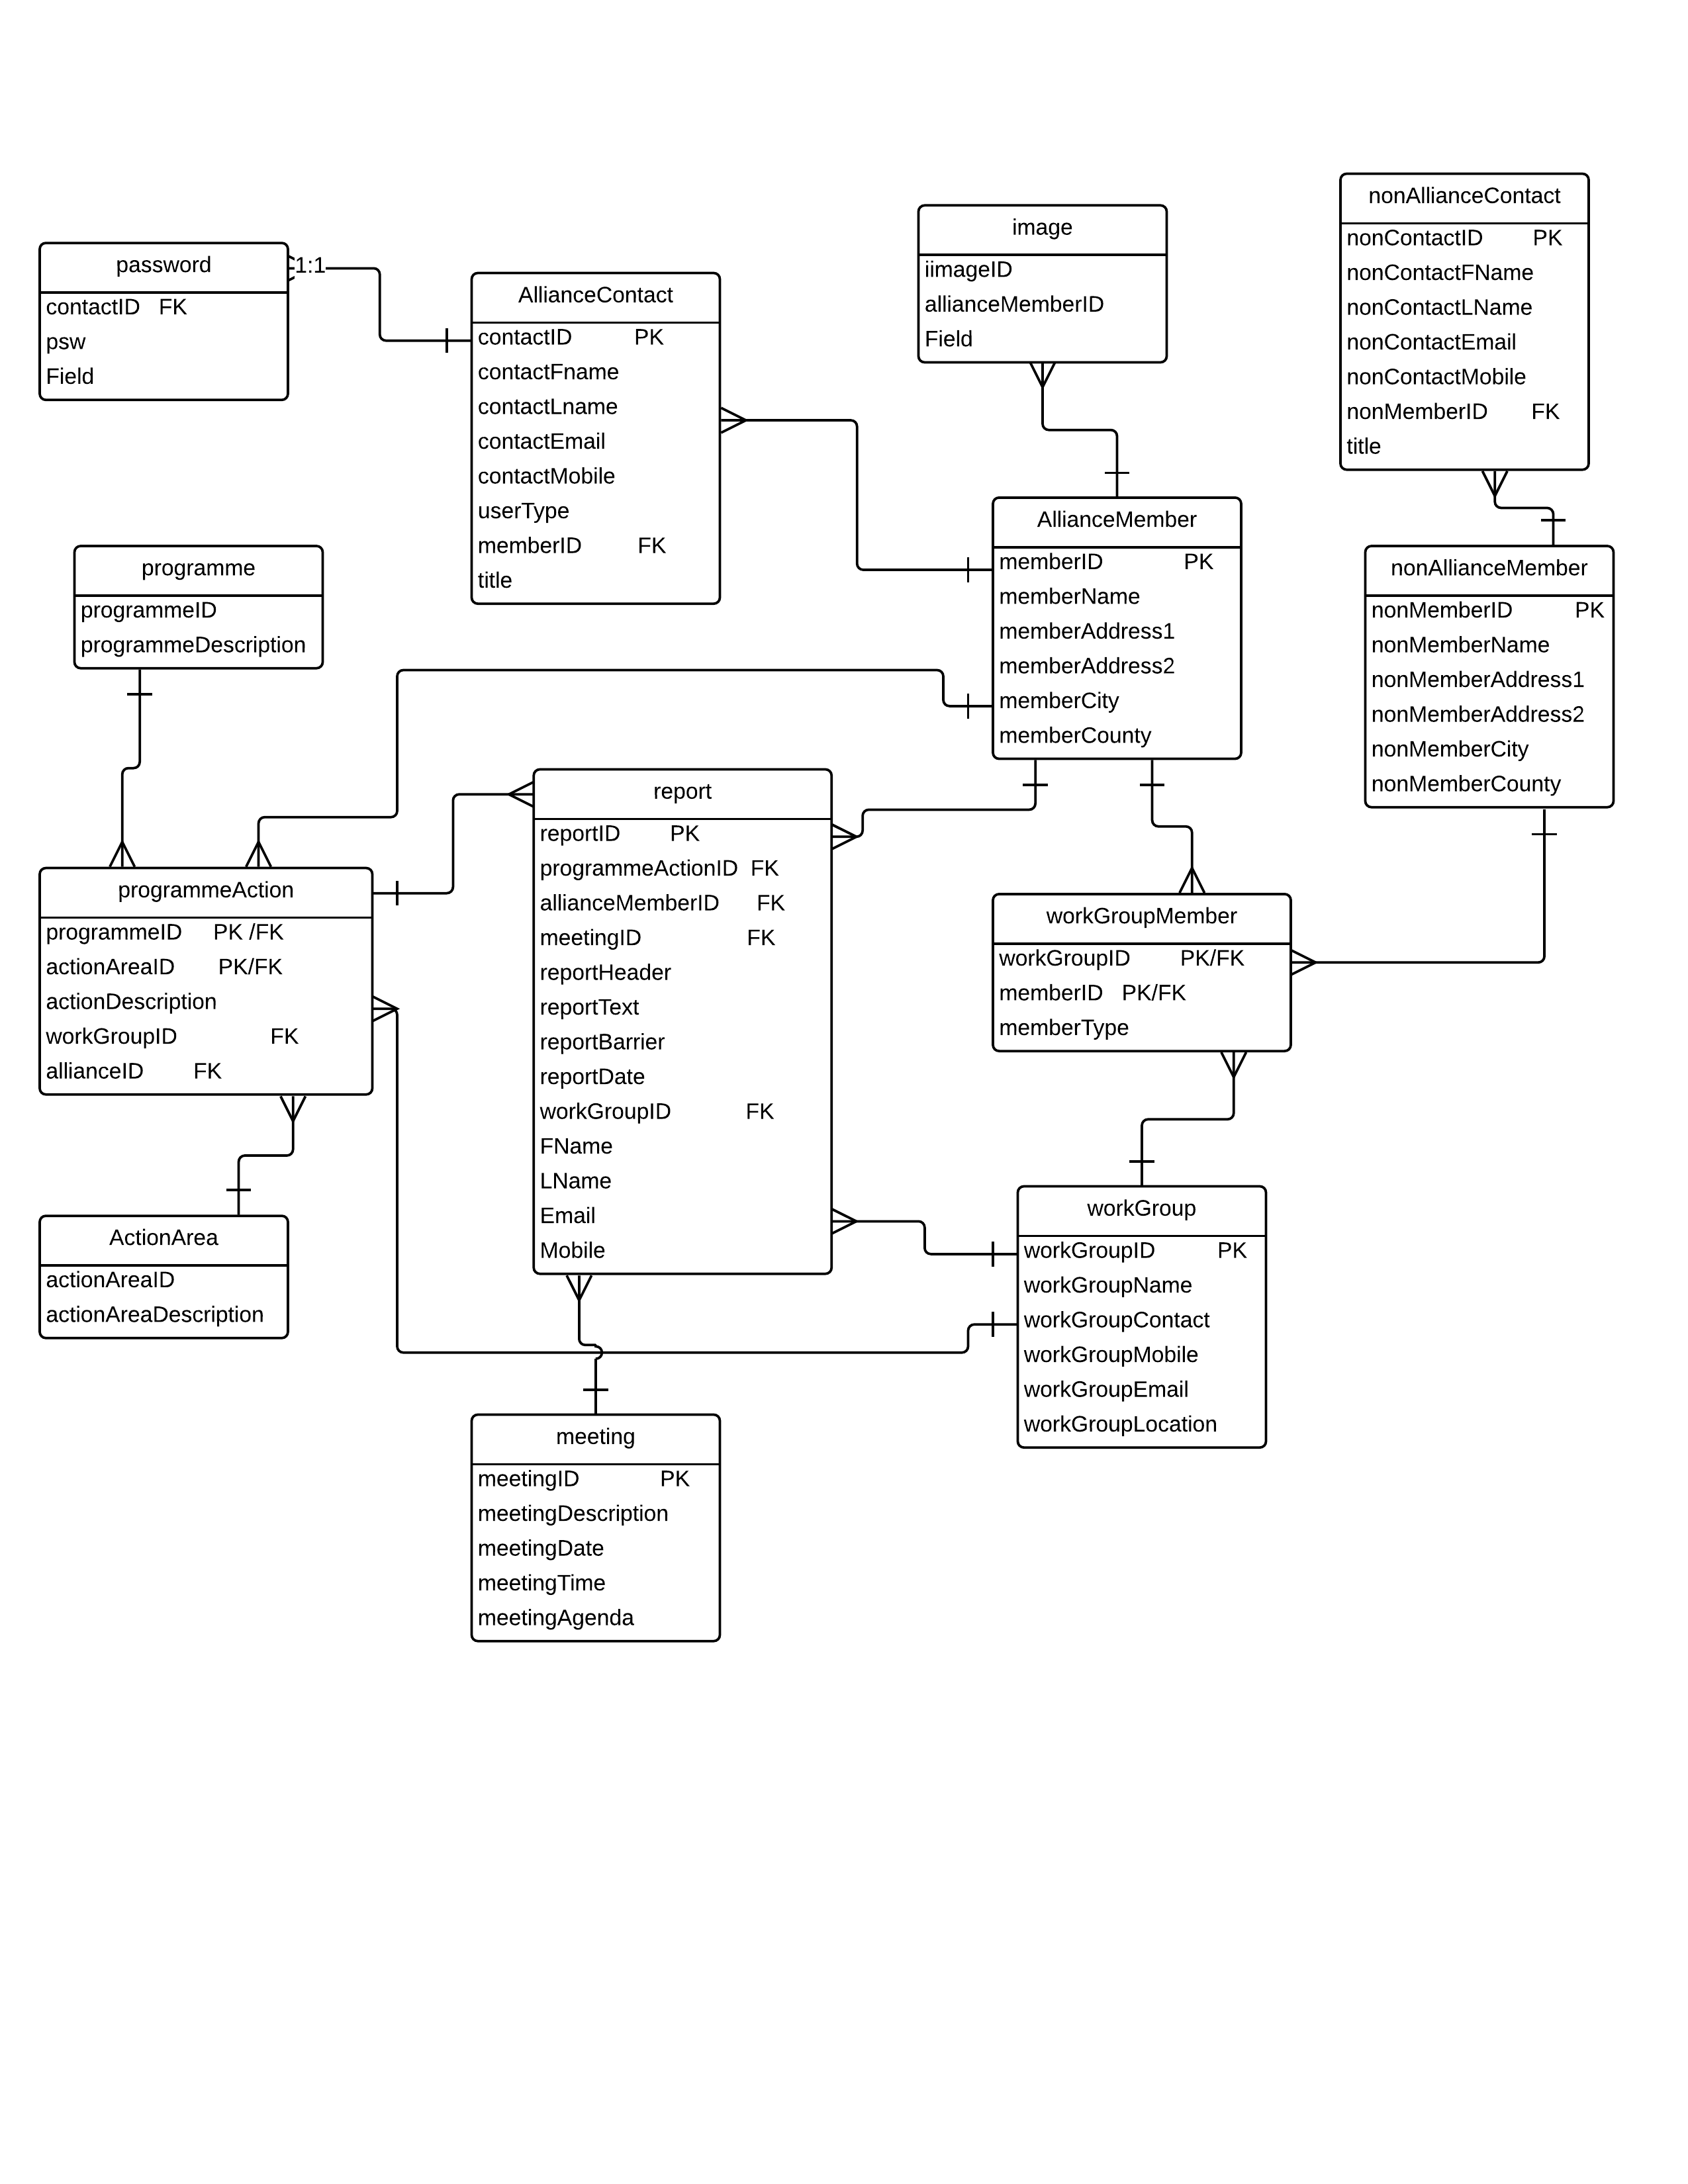 nonAllianceContact
nonContactID PK
nonContactFName
nonContactLName
nonContactEmail
nonContactMobile
nonMemberID FK
title
image
iimageID
allianceMemberID
Field
password
contactID FK
psw
Field
1:1
AllianceContact
contactID PK
contactFname
contactLname
contactEmail
contactMobile
userType
memberID FK
title
AllianceMember
memberID PK
memberName
memberAddress1
memberAddress2
memberCity
memberCounty
nonAllianceMember
nonMemberID PK
nonMemberName
nonMemberAddress1
nonMemberAddress2
nonMemberCity
nonMemberCounty
programme
programmeID
programmeDescription
report
reportID PK
programmeActionID FK
allianceMemberID FK
meetingID FK
reportHeader
reportText
reportBarrier
reportDate
workGroupID FK
FName
LName
Email
Mobile
programmeAction
programmeID PK /FK
actionAreaID PK/FK
actionDescription
workGroupID FK
allianceID FK
workGroupMember
workGroupID PK/FK
memberID PK/FK
memberType
ActionArea
actionAreaID
actionAreaDescription
workGroup
workGroupID PK
workGroupName
workGroupContact
workGroupMobile
workGroupEmail
workGroupLocation
meeting
meetingID PK
meetingDescription
meetingDate
meetingTime
meetingAgenda